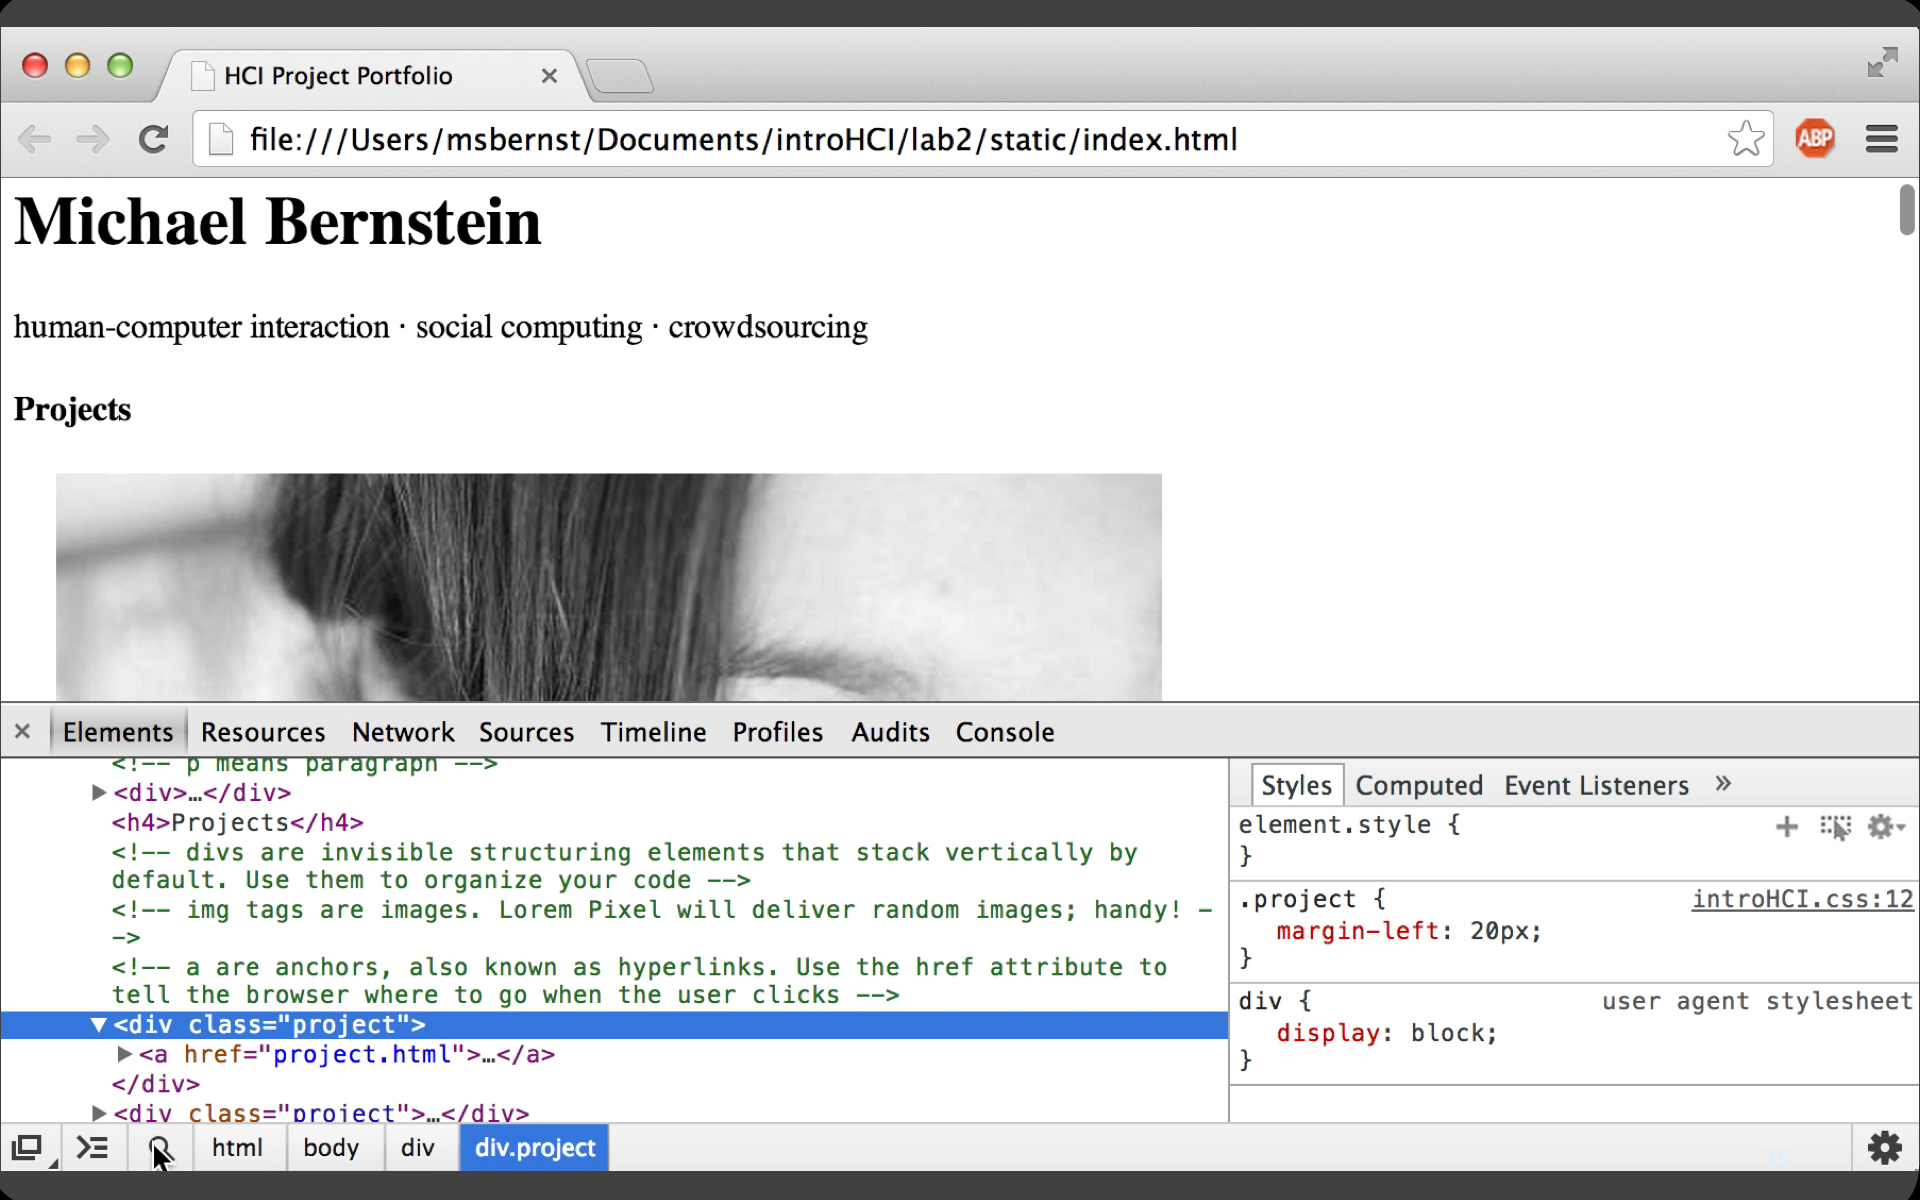 HCI Project Portfolio
file:///Users/msbernst/Documents/introHCI/lab2/static/index.html
ABP
Michael Bernstein
human-computer interaction · social computing · crowdsourcing
Projects
Elements Resources Network Sources Timeline Profiles Audits Console
<!-- p means paragraph -->
<div>…</div>
<h4>Projects</h4>
<!-- divs are invisible structuring elements that stack vertically by
default. Use them to organize your code -->
<!-- img tags are images. Lorem Pixel will deliver random images; handy! -
->
<!-- a are anchors, also known as hyperlinks. Use the href attribute to
tell the browser where to go when the user clicks -->
<div class="project">
<a href="project.html">…</a>
</div>
<div class="project">…</div>
Styles Computed Event Listeners »
element.style {
}
.project { introHCI.css:12
margin-left: 20px;
}
div { user agent stylesheet
display: block;
}
html body div div.project